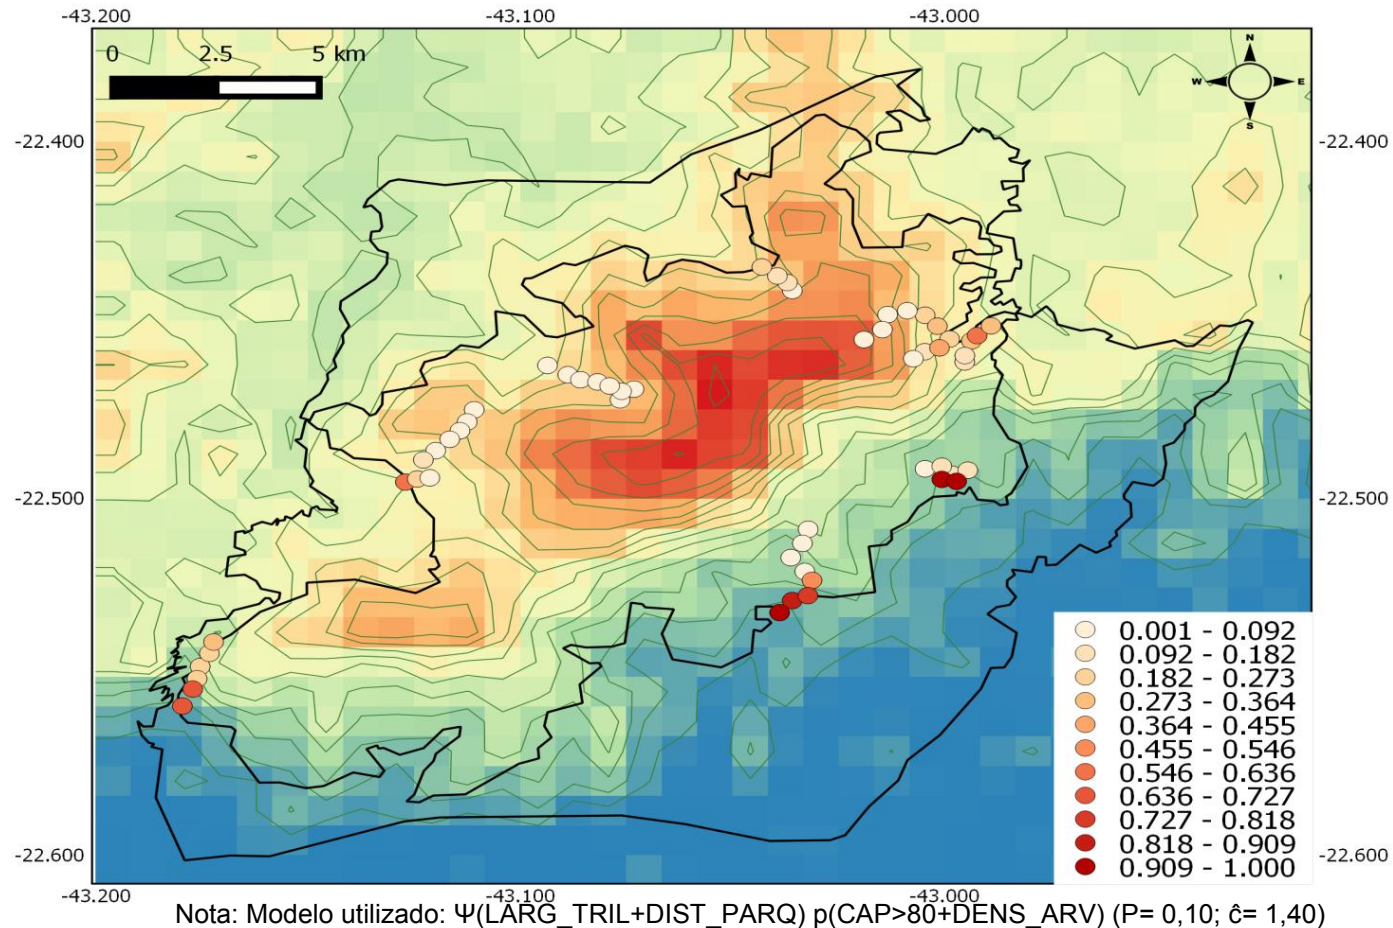 -43.200 -43.100 -43.000
0 2.5 5 km
N
W E
S
-22.400 -22.400
-22.500 -22.500
0.001 - 0.092
0.092 - 0.182
0.182 - 0.273
0.273 - 0.364
0.364 - 0.455
0.455 - 0.546
0.546 - 0.636
0.636 - 0.727
0.727 - 0.818
0.818 - 0.909
0.909 - 1.000
-22.600 -22.600
-43.200 -43.100 -43.000
Nota: Modelo utilizado: Ψ(LARG_TRIL+DIST_PARQ) p(CAP>80+DENS_ARV) (P= 0,10; ĉ= 1,40)